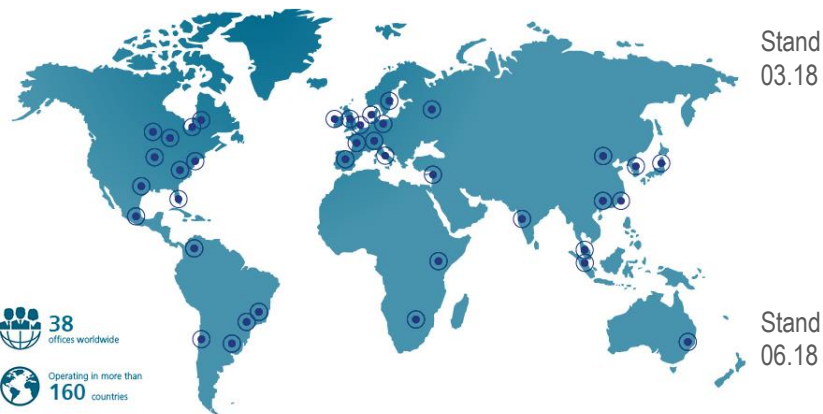 Stand
03.18
38
offices worldwide
Operating in more than
160 countries
Stand
06.18